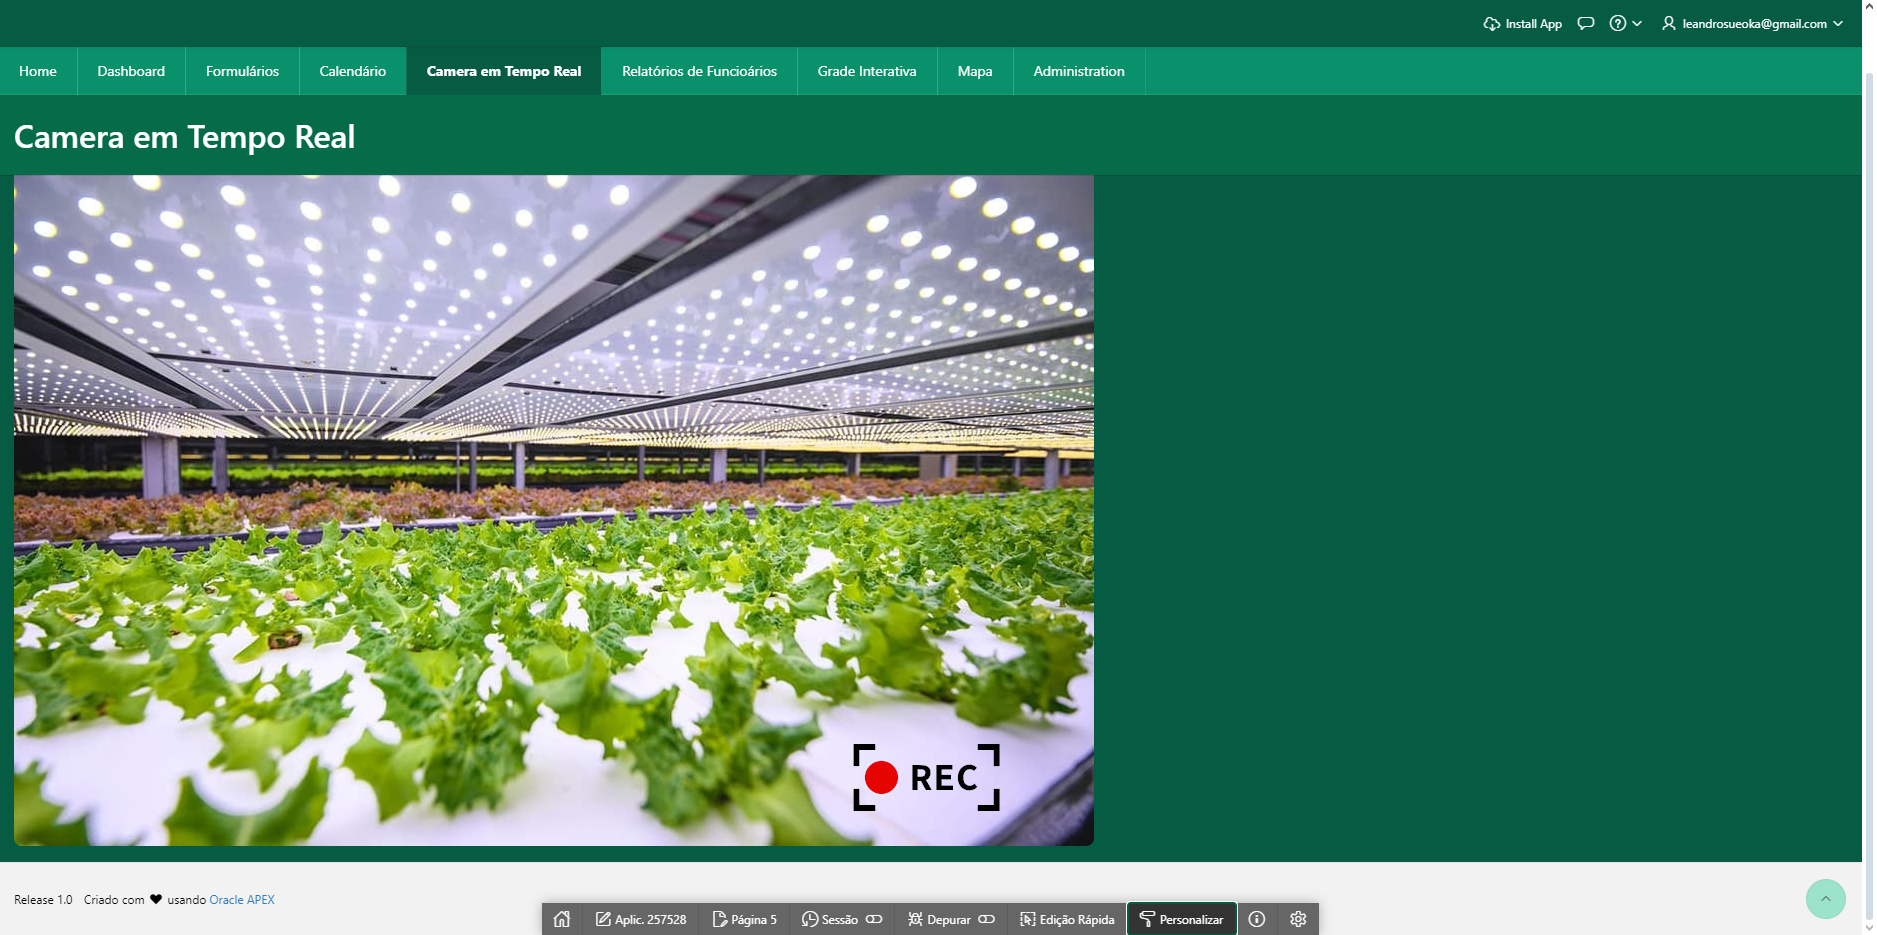 Install App
leandrosueoka@gmail.com
Home
Dashboard
Formulários
Calendário
Camera em Tempo Real
Relatórios de Funcioários
Grade Interativa
Mapa
Administration
Camera em Tempo Real
REC
Release 1.0 Criado com ♥ usando Oracle APEX
Aplic. 257528
Página 5
Sessão
Depurar
Edição Rápida
Personalizar